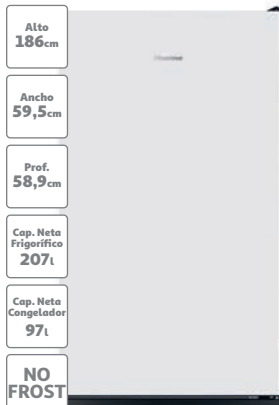 Alto
186cm
Ancho
59,5cm
Prof.
58,9cm
Cap. Neta
Frigorífico
207l
Cap. Neta
Congelador
97l
NO
FROST